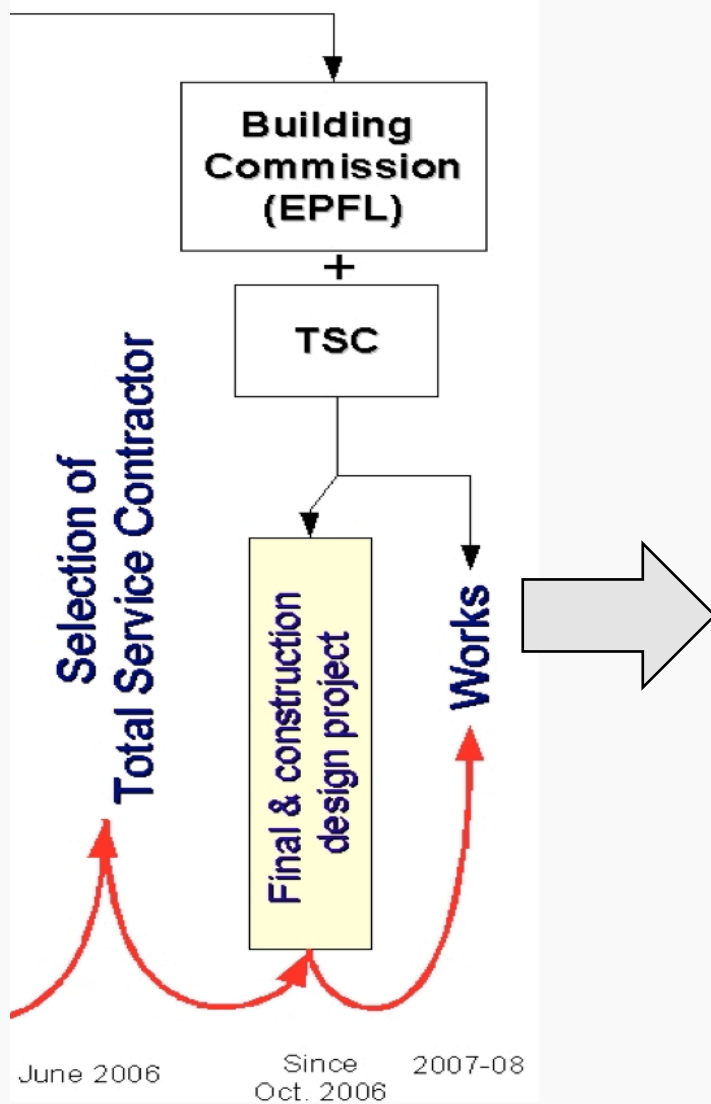 Building
Commission
(EPFL)
+
TSC
Selection of
Total Service Contractor
Final & construction
design project
Works
June 2006
Since
Oct. 2006
2007-08